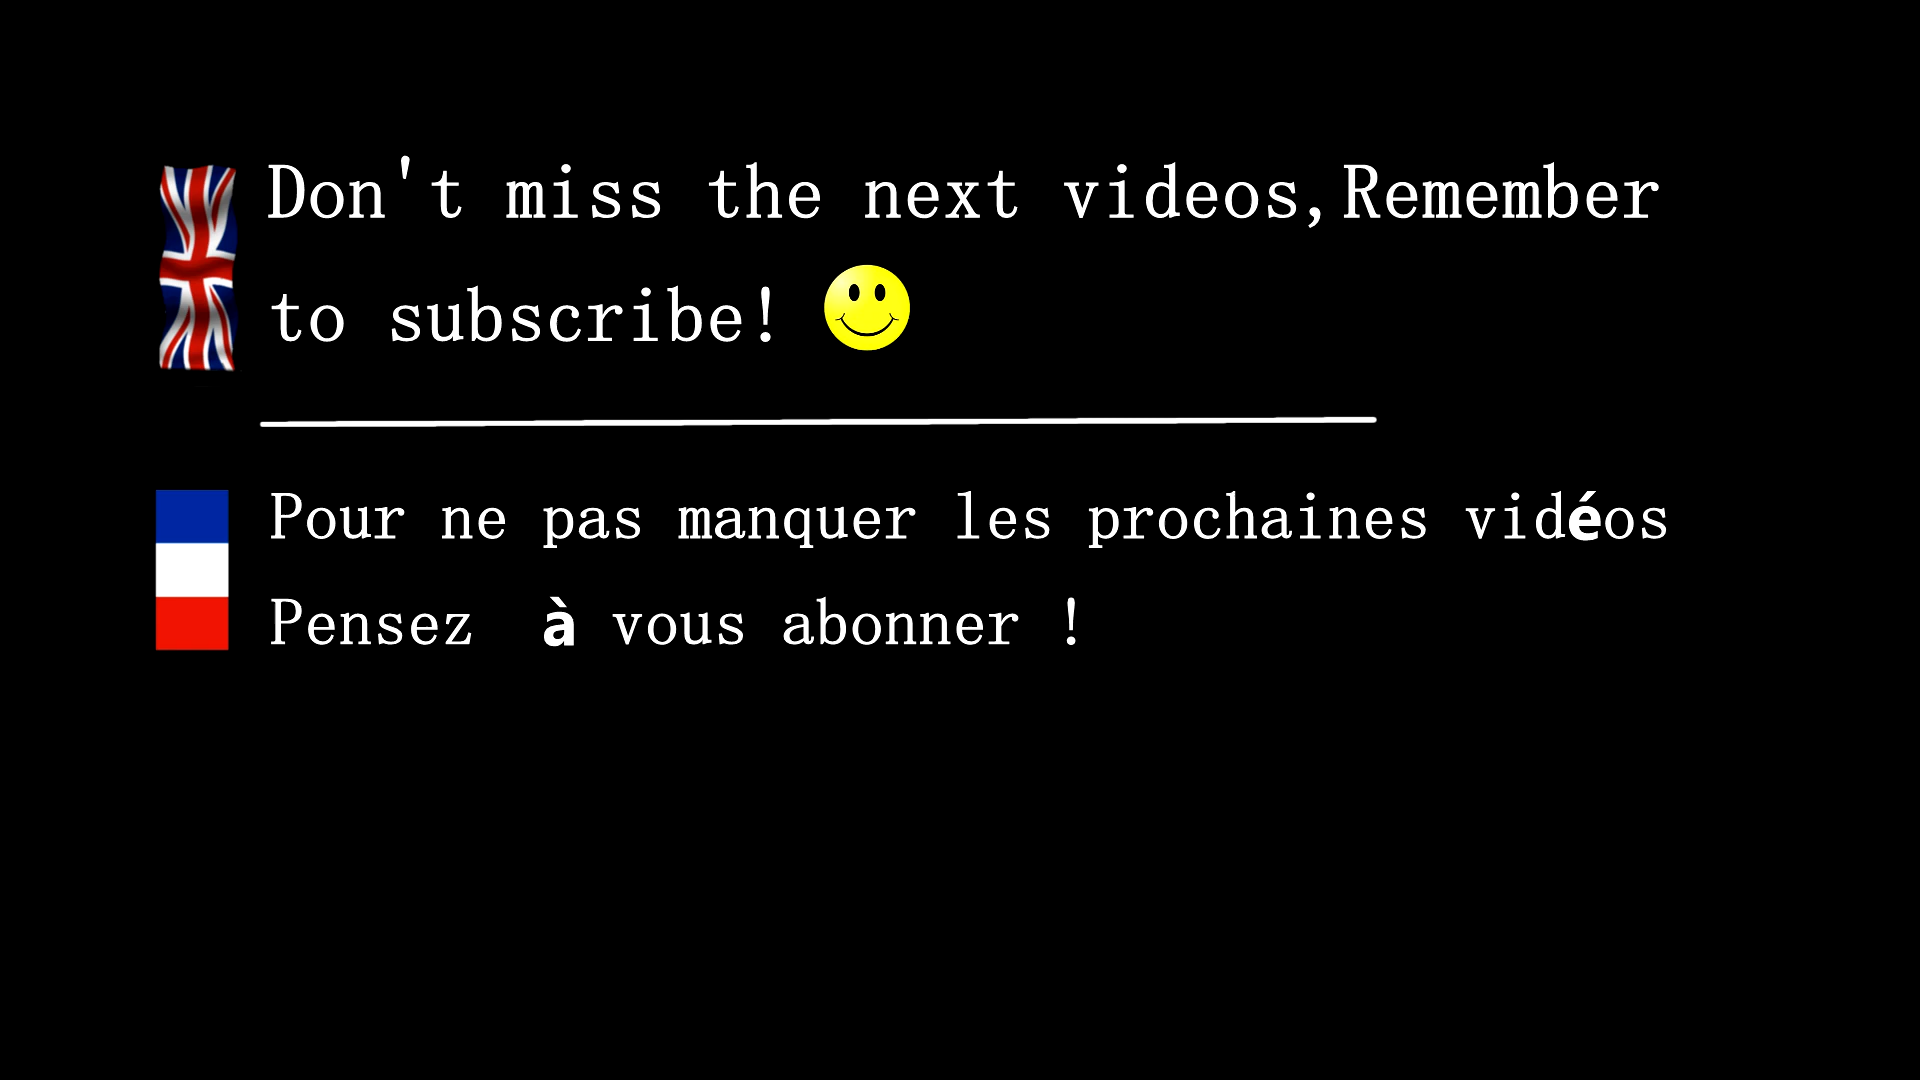 Don't miss the next videos,Remember
to subscribe!
Pour ne pas manquer les prochaines vidéos
Pensez  à vous abonner !